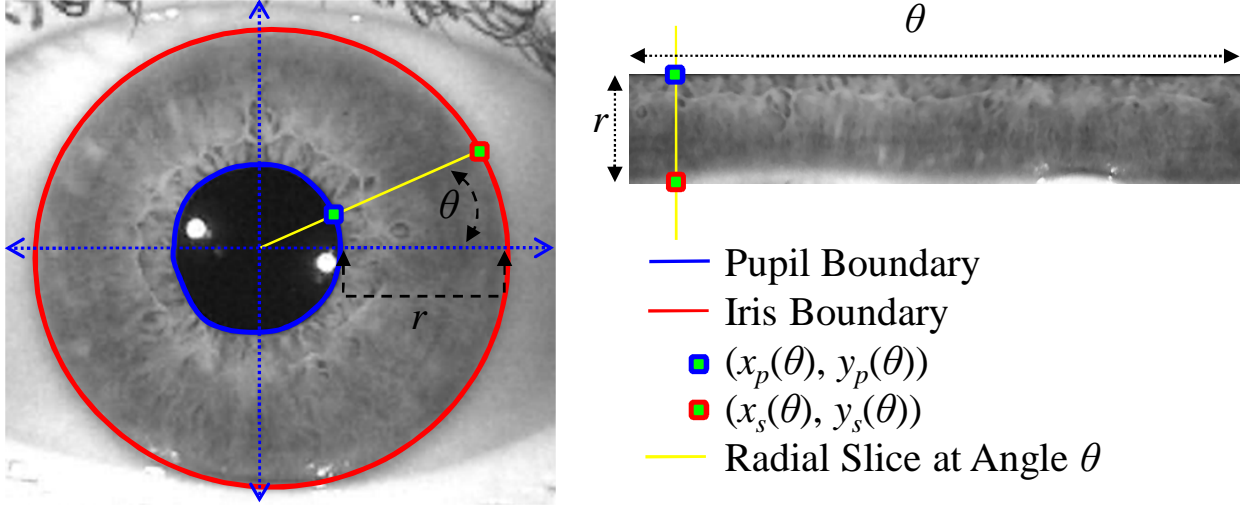 θ
r
θ
r
Pupil Boundary
Iris Boundary
(xₚ(θ), yₚ(θ))
(xₛ(θ), yₛ(θ))
Radial Slice at Angle θ